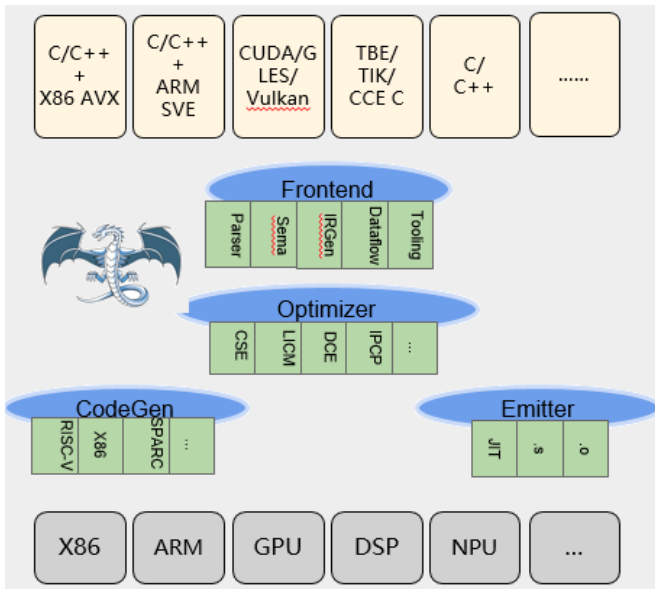 C/C++
+
X86 AVX
C/C++
+
ARM
SVE
CUDA/G
LES/
Vulkan
TBE/
TIK/
CCE C
C/
C++
......
Frontend
Parser
Sema
IRGen
Dataflow
Tooling
Optimizer
CSE
LICM
DCE
IPCP
...
CodeGen
RISC-V
X86
SPARC
...
Emitter
JIT
.s
.o
X86
ARM
GPU
DSP
NPU
...